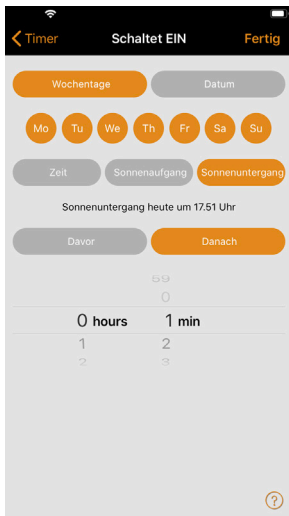 Timer Schaltet EIN Fertig
Wochentage Datum
Mo Tu We Th Fr Sa Su
Zeit Sonnenaufgang Sonnenuntergang
Sonnenuntergang heute um 17.51 Uhr
Davor Danach
59
0
0 hours 1 min
1 2
2 3
?